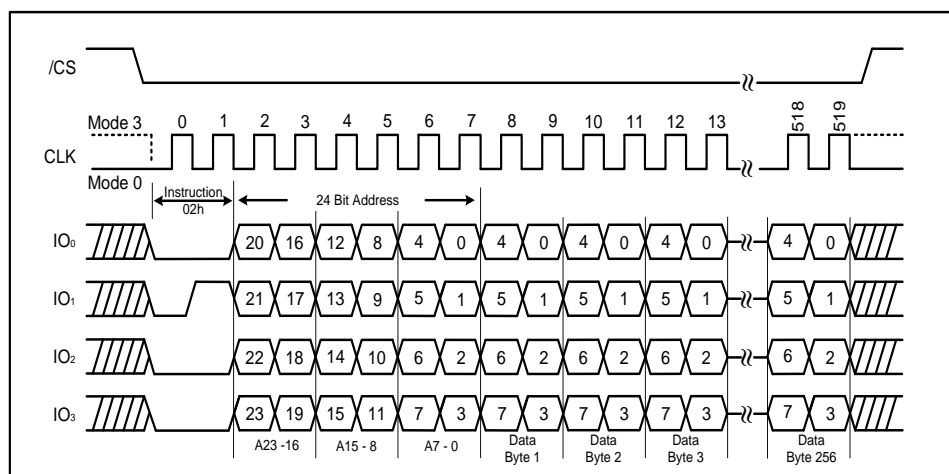 /CS
Mode 3 0 1 2 3 4 5 6 7 8 9 10 11 12 13 518 519
CLK
Mode 0
Instruction
02h
24 Bit Address
IO0 20 16 12 8 4 0 4 0 4 0 4 0 4 0
IO1 21 17 13 9 5 1 5 1 5 1 5 1 5 1
IO2 22 18 14 10 6 2 6 2 6 2 6 2 6 2
IO3 23 19 15 11 7 3 7 3 7 3 7 3 7 3
A23 -16 A15 - 8 A7 - 0 Data Byte 1 Data Byte 2 Data Byte 3 Data Byte 256